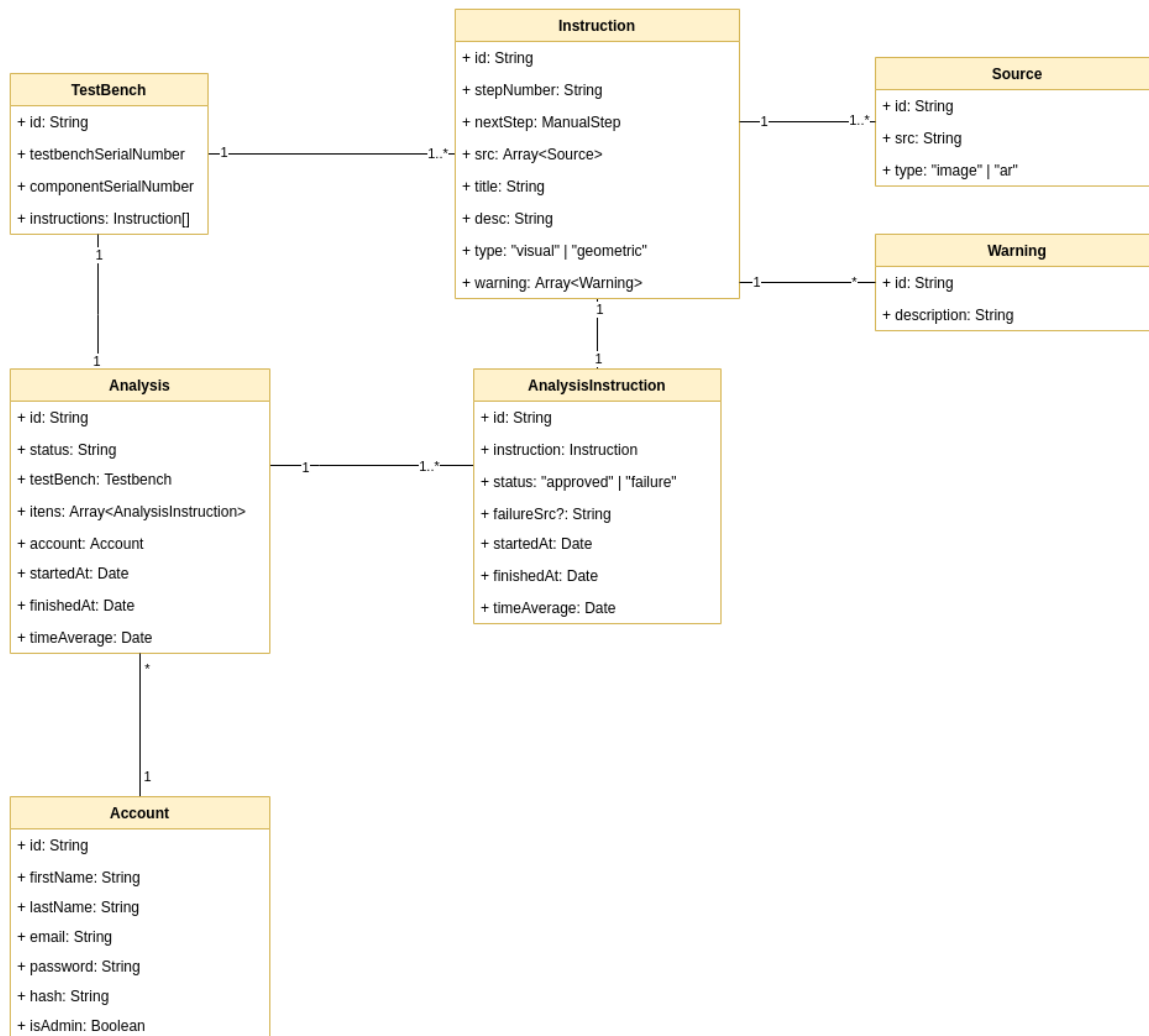 Instruction
+ id: String
+ stepNumber: String
+ nextStep: ManualStep
+ src: Array<Source>
+ title: String
+ desc: String
+ type: "visual" | "geometric"
+ warning: Array<Warning>
TestBench
+ id: String
+ testbenchSerialNumber
+ componentSerialNumber
+ instructions: Instruction[]
1
1..*
1
1..*
Source
+ id: String
+ src: String
+ type: "image" | "ar"
Warning
+ id: String
+ description: String
1
*
1
1
1
1
Analysis
+ id: String
+ status: String
+ testBench: Testbench
+ itens: Array<AnalysisInstruction>
+ account: Account
+ startedAt: Date
+ finishedAt: Date
+ timeAverage: Date
1
1..*
AnalysisInstruction
+ id: String
+ instruction: Instruction
+ status: "approved" | "failure"
+ failureSrc?: String
+ startedAt: Date
+ finishedAt: Date
+ timeAverage: Date
*
1
Account
+ id: String
+ firstName: String
+ lastName: String
+ email: String
+ password: String
+ hash: String
+ isAdmin: Boolean